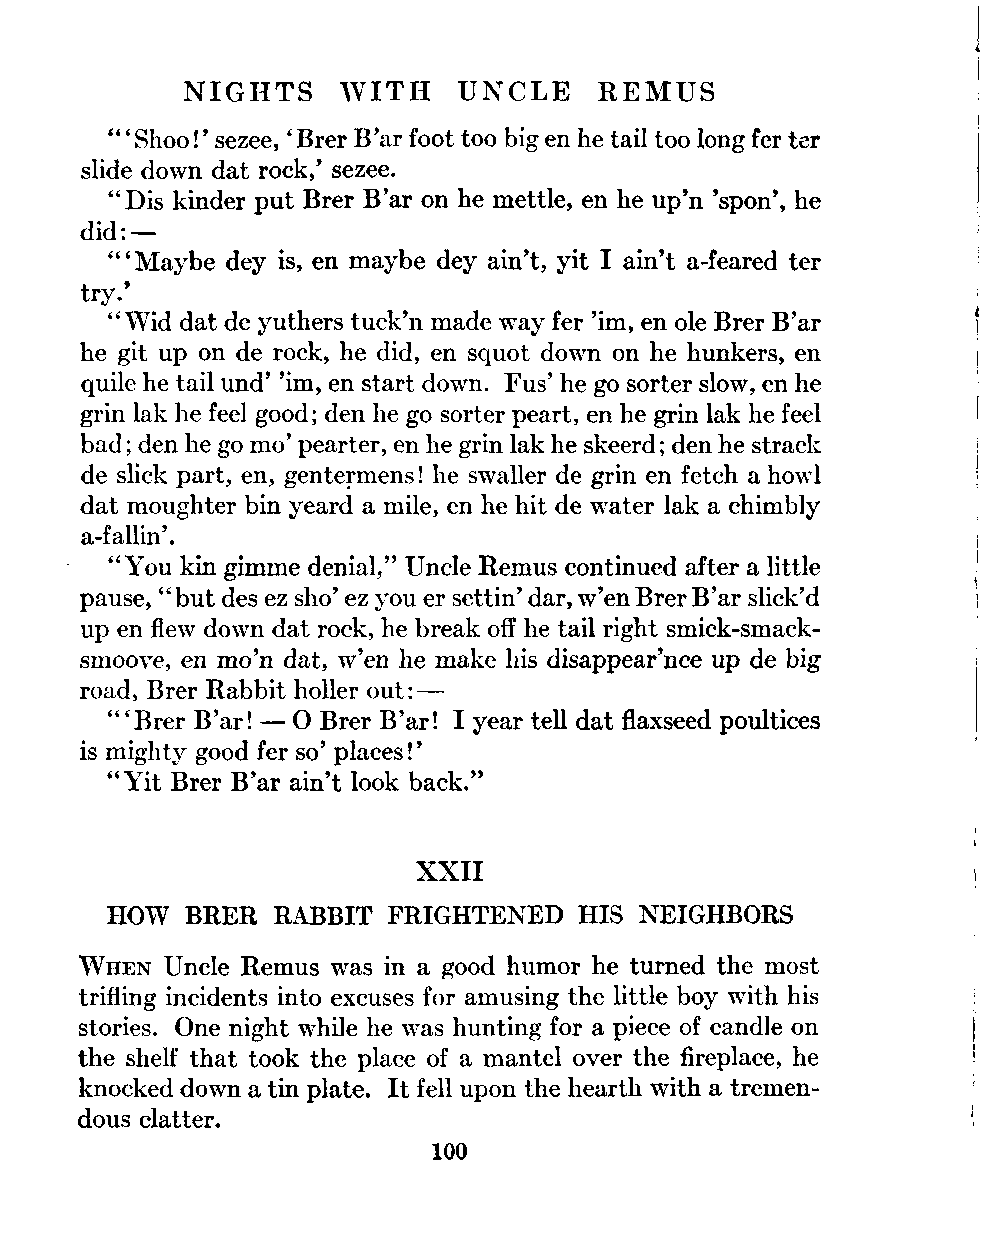 NIGHTS WITH UNCLE REMUS
"'Shoo!' sezee, 'Brer B'ar foot too big en he tail too long fer ter
slide down dat rock,' sezee.
"Dis kinder put Brer B'ar on he mettle, en he up'n 'spon', he
did:—
"'Maybe dey is, en maybe dey ain't, yit I ain't a-feared ter
try.'
"Wid dat de yuthers tuck'n made way fer 'im, en ole Brer B'ar
he git up on de rock, he did, en squot down on he hunkers, en
quile he tail und' 'im, en start down. Fus' he go sorter slow, en he
grin lak he feel good; den he go sorter peart, en he grin lak he feel
bad; den he go mo' pearter, en he grin lak he skeerd; den he strack
de slick part, en, gentermens! he swaller de grin en fetch a howl
dat moughter bin yeard a mile, en he hit de water lak a chimbly
a-fallin'.
"You kin gimme denial," Uncle Remus continued after a little
pause, "but des ez sho' ez you er settin' dar, w'en Brer B'ar slick'd
up en flew down dat rock, he break off he tail right smick-smack-
smoove, en mo'n dat, w'en he make his disappear'nce up de big
road, Brer Rabbit holler out:—
"'Brer B'ar! — O Brer B'ar! I year tell dat flaxseed poultices
is mighty good fer so' places!'
"Yit Brer B'ar ain't look back."
XXII
HOW BRER RABBIT FRIGHTENED HIS NEIGHBORS
WHEN Uncle Remus was in a good humor he turned the most
trifling incidents into excuses for amusing the little boy with his
stories. One night while he was hunting for a piece of candle on
the shelf that took the place of a mantel over the fireplace, he
knocked down a tin plate. It fell upon the hearth with a tremen-
dous clatter.
100